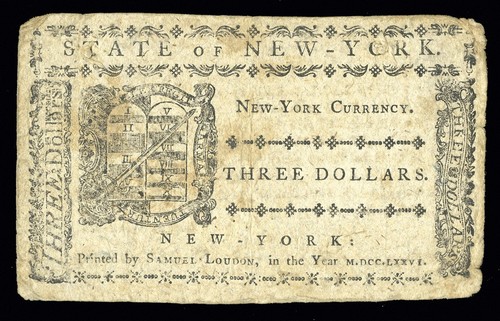 STATE OF NEW-YORK.
THREE Dollars
I V
II
NEW-YORK CURRENCY.
THREE DOLLARS.
THREE DOLLARS
NEW-YORK:
Printed by SAMUEL LOUDON, in the Year M.DCC.LXXVI.